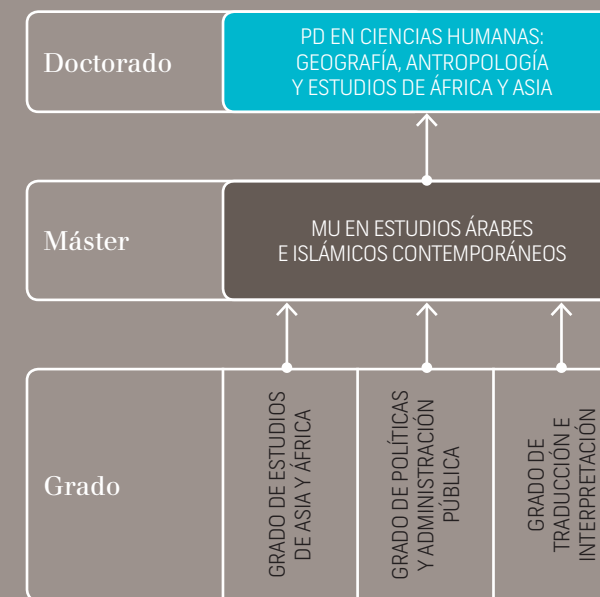 Doctorado
PD EN CIENCIAS HUMANAS:
GEOGRAFÍA, ANTROPOLOGÍA
Y ESTUDIOS DE ÁFRICA Y ASIA
Máster
MU EN ESTUDIOS ÁRABES
E ISLÁMICOS CONTEMPORÁNEOS
Grado
GRADO DE ESTUDIOS
DE ASIA Y ÁFRICA
GRADO DE POLÍTICAS
Y ADMINISTRACIÓN
PÚBLICA
GRADO DE
TRADUCCIÓN E
INTERPRETACIÓN